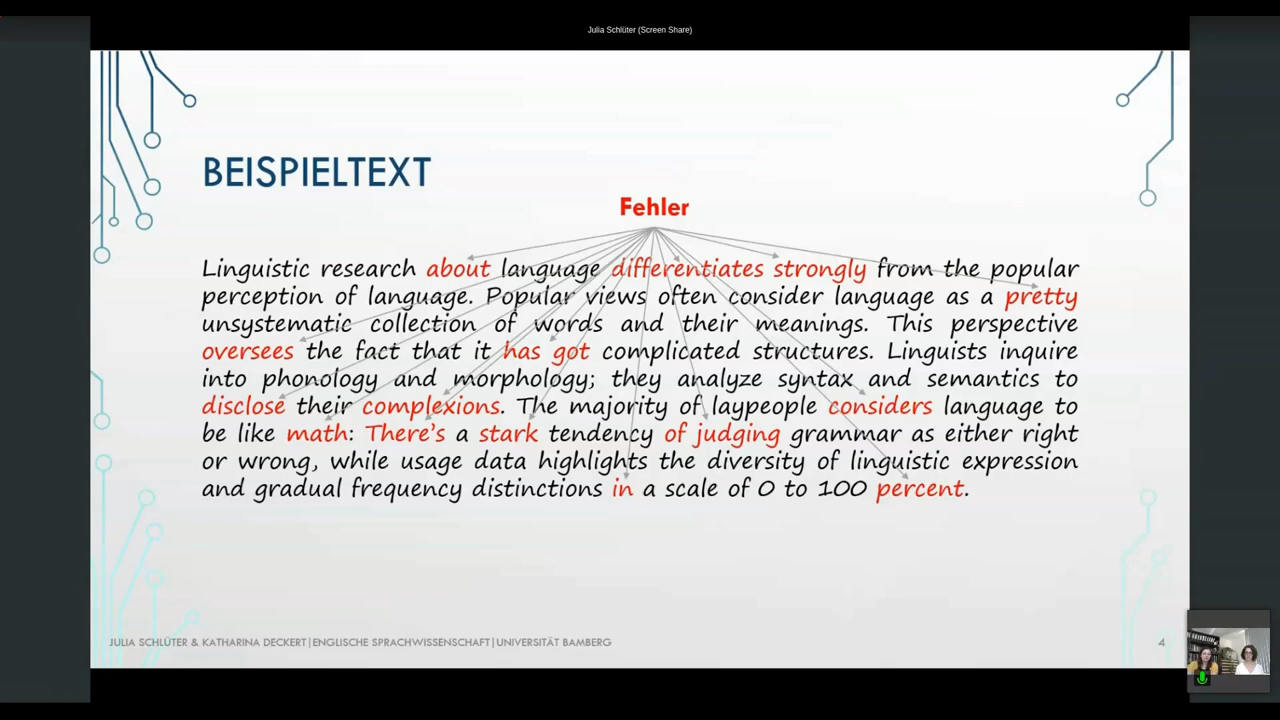 Julia Schlüter (Screen Share)
BEISPIELTEXT
Fehler
Linguistic research about language differentiates strongly from the popular
perception of language. Popular views often consider language as a pretty
unsystematic collection of words and their meanings. This perspective
oversees the fact that it has got complicated structures. Linguists inquire
into phonology and morphology; they analyze syntax and semantics to
disclose their complexions. The majority of laypeople considers language to
be like math: There's a stark tendency of judging grammar as either right
or wrong, while usage data highlights the diversity of linguistic expression
and gradual frequency distinctions in a scale of 0 to 100 percent.
JULIA SCHLÜTER & KATHARINA DECKERT|ENGLISCHE SPRACHWISSENSCHAFT|UNIVERSITÄT BAMBERG
4